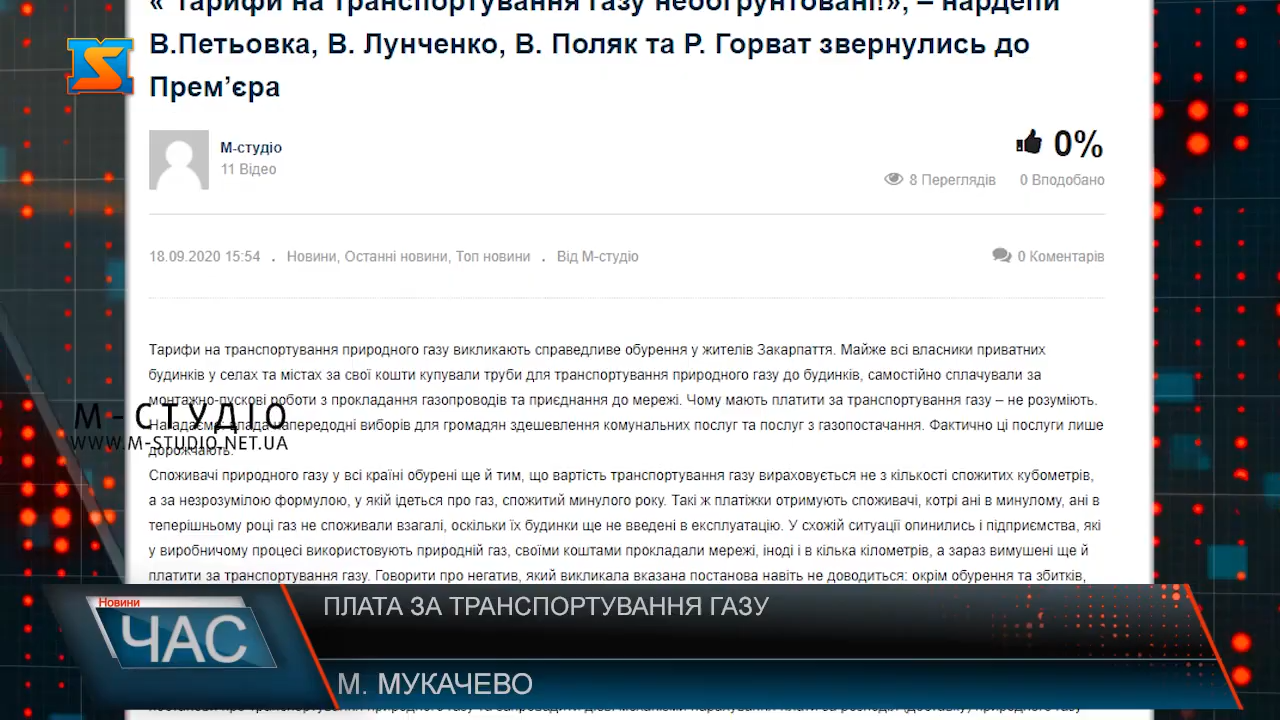 « Тарифи на транспортування газу необґрунтовані!», – нардепи
В.Петьовка, В. Лунченко, В. Поляк та Р. Горват звернулись до
Прем’єра
М-студіо
11 Відео
0%
8 Переглядів 0 Вподобано
18.09.2020 15:54 . Новини, Останні новини, Топ новини . Від М-студіо
0 Коментарів
Тарифи на транспортування природного газу викликають справедливе обурення у жителів Закарпаття. Майже всі власники приватних
будинків у селах та містах за свої кошти купували труби для транспортування природного газу до будинків, самостійно сплачували за
монтажно-пускові роботи з прокладання газопроводів та приєднання до мережі. Чому мають платити за транспортування газу – не розуміють.
влада напередодні виборів для громадян здешевлення комунальних послуг та послуг з газопостачання. Фактично ці послуги лише
дорожчають.
М-СТУДІО
WWW.M-STUDIO.NET.UA
Споживачі природного газу у всі країні обурені ще й тим, що вартість транспортування газу вираховується не з кількості спожитих кубометрів,
а за незрозумілою формулою, у якій ідеться про газ, спожитий минулого року. Такі ж платіжки отримують споживачі, котрі ані в минулому, ані в
теперішньому році газ не споживали взагалі, оскільки їх будинки ще не введені в експлуатацію. У схожій ситуації опинились і підприємства, які
у виробничому процесі використовують природній газ, своїми коштами прокладали мережі, іноді і в кілька кілометрів, а зараз вимушені ще й
платити за транспортування газу. Говорити про негатив, який викликала вказана постанова навіть не доводиться: окрім обурення та збитків,
Новини
ЧАС
ПЛАТА ЗА ТРАНСПОРТУВАННЯ ГАЗУ
М. МУКАЧЕВО